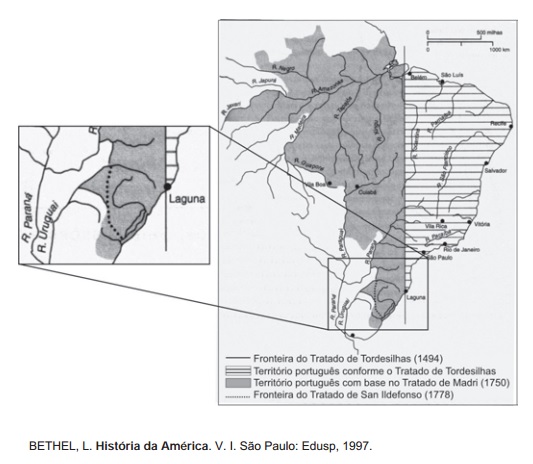 0 500 milhas
0 1000 km
R. Negro
R. Japurá
R. Amazonas
Belém
São Luís
R. Madeira
R. Tapajós
R. Xingu
R. Tocantins
R. Parnaíba
Recife
R. São Francisco
Salvador
R. Guaporé
Vila Boa
Cuiabá
Vila Rica
Vitória
R. Paraná
Rio de Janeiro
São Paulo
R. Paraguai
Laguna
R. Paraná
R. Uruguai
R
Laguna
R. Paraná
R. Uruguai
Fronteira do Tratado de Tordesilhas (1494)
Território português conforme o Tratado de Tordesilhas
Território português com base no Tratado de Madri (1750)
Fronteira do Tratado de San Ildefonso (1778)
BETHEL, L. História da América. V. I. São Paulo: Edusp, 1997.